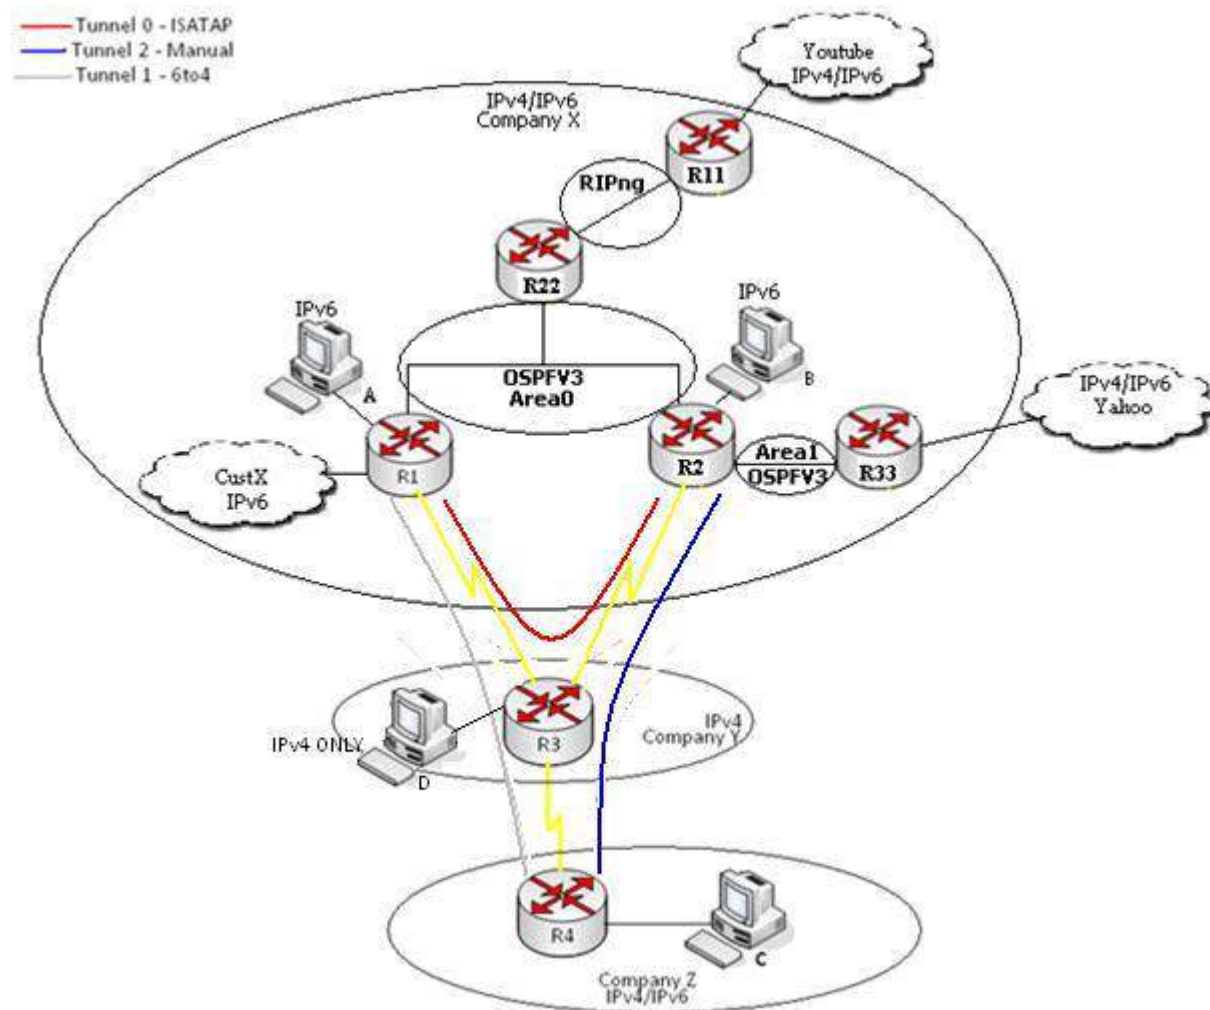 Tunnel 0 - ISATAP
Tunnel 2 - Manual
Tunnel 1 - 6to4
Youtube
IPv4/IPv6
IPv4/IPv6
Company X
R11
RIPng
R22
IPv6
IPv6
A
B
OSPFV3
Area0
IPv4/IPv6
Yahoo
CustX
IPv6
R1
R2
Area1
OSPFV3
R33
IPv4 ONLY
D
R3
IPv4
Company Y
R4
C
Company Z
IPv4/IPv6